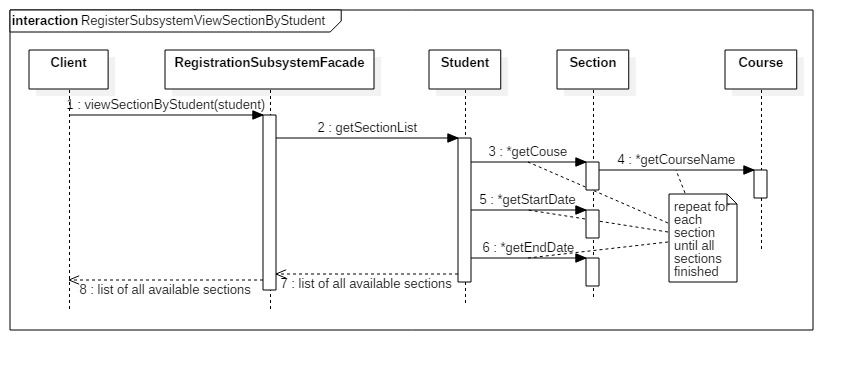 interaction RegisterSubsystemViewSectionByStudent
Client
RegistrationSubsystemFacade
Student
Section
Course
1 : viewSectionByStudent(student)
2 : getSectionList
3 : *getCouse
4 : *getCourseName
5 : *getStartDate
6 : *getEndDate
repeat for
each
section
until all
sections
finished
7 : list of all available sections
8 : list of all available sections